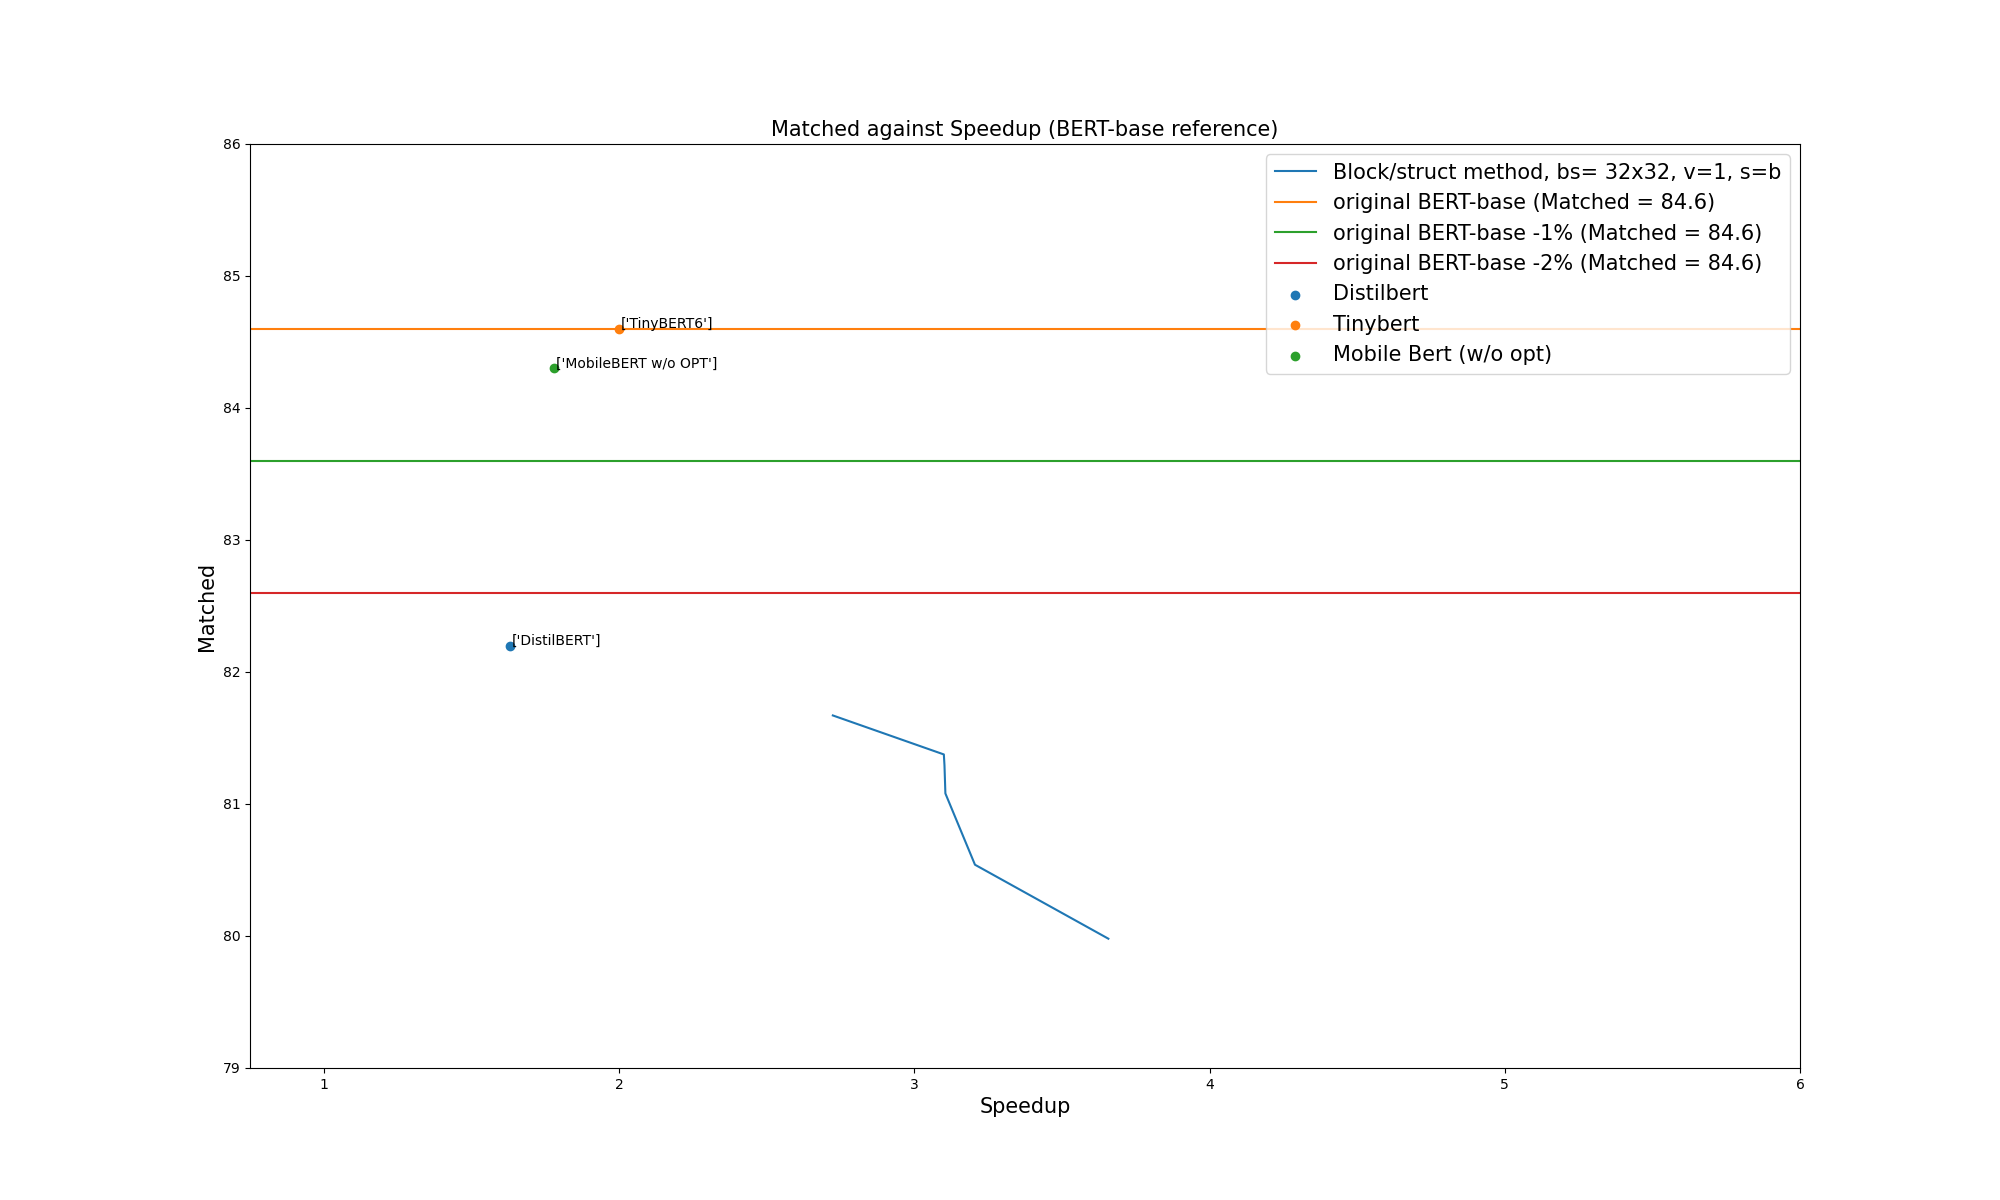 Matched against Speedup (BERT-base reference)
86
85
84
83
82
81
80
79
Matched
Block/struct method, bs= 32x32, v=1, s=b
original BERT-base (Matched = 84.6)
original BERT-base -1% (Matched = 84.6)
original BERT-base -2% (Matched = 84.6)
Distilbert
Tinybert
Mobile Bert (w/o opt)
['TinyBERT6']
['MobileBERT w/o OPT']
['DistilBERT']
1 2 3 4 5 6
Speedup